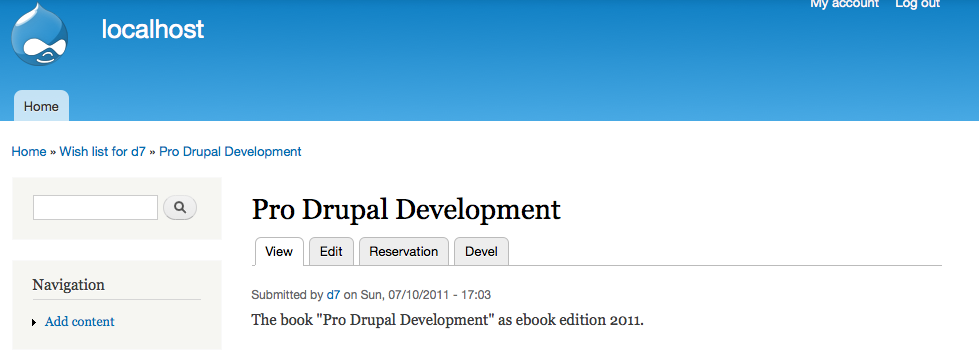 My account Log out
localhost
Home
Home » Wish list for d7 » Pro Drupal Development
Pro Drupal Development
View Edit Reservation Devel
Navigation
Add content
Submitted by d7 on Sun, 07/10/2011 - 17:03
The book "Pro Drupal Development" as ebook edition 2011.